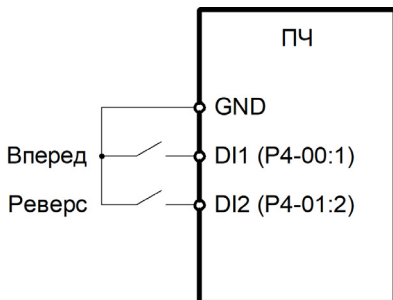 ПЧ
GND
Вперед DI1 (P4-00:1)
Реверс DI2 (P4-01:2)